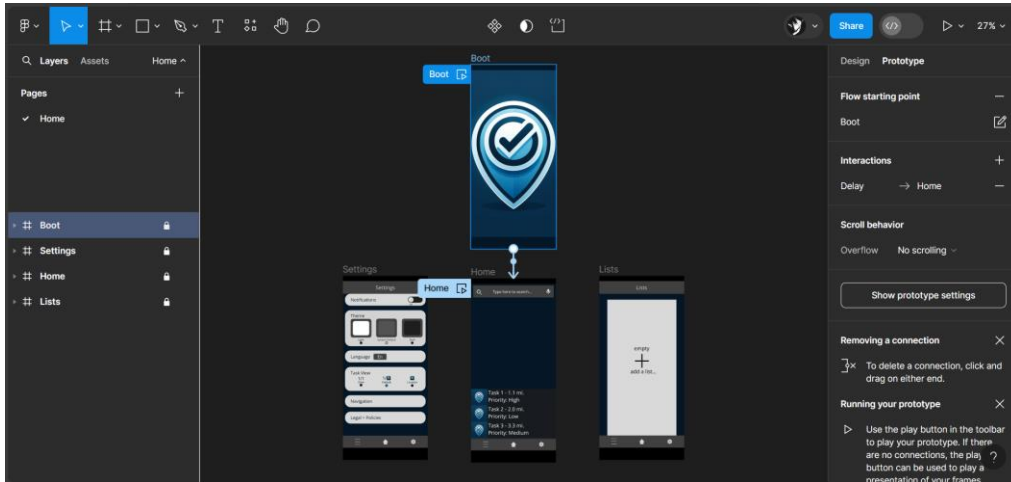 T
Share
</>
27%
Layers Assets Home
Pages
Home
Boot
Settings
Home
Lists
Boot
Boot
Settings
Home
Home
Lists
Settings
Notifications
Theme
Language En
Task View
Navigation
Legal + Policies
Type here to search...
Task 1 - 1.1 mi.
Priority: High
Task 2 - 2.8 mi.
Priority: Low
Task 3 - 3.3 mi.
Priority: Medium
Lists
empty
add a list...
Design Prototype
Flow starting point
Boot
Interactions
Delay → Home
Scroll behavior
Overflow No scrolling
Show prototype settings
Removing a connection
To delete a connection, click and
drag on either end.
Running your prototype
Use the play button in the toolbar
to play your prototype. If there
are no connections, the play
button can be used to play a
presentation of your frames
?